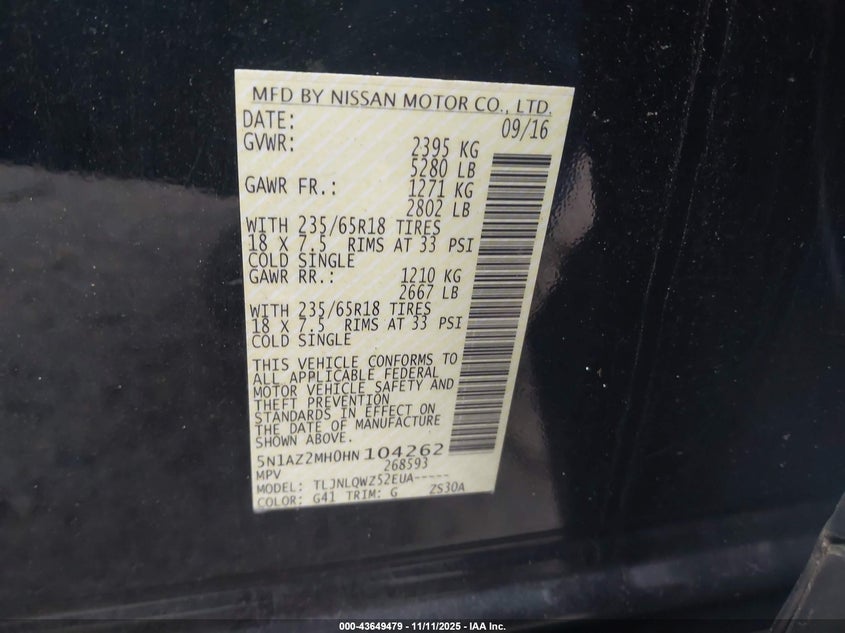 MFD BY NISSAN MOTOR CO., LTD.
DATE: 09/16
GVWR: 2395 KG
5280 LB
GAWR FR.: 1271 KG
2802 LB
WITH 235/65R18 TIRES
18 X 7.5 RIMS AT 33 PSI
COLD SINGLE
GAWR RR.: 1210 KG
2667 LB
WITH 235/65R18 TIRES
18 X 7.5 RIMS AT 33 PSI
COLD SINGLE
THIS VEHICLE CONFORMS TO
ALL APPLICABLE FEDERAL
MOTOR VEHICLE SAFETY AND
THEFT PREVENTION
STANDARDS IN EFFECT ON
THE DATE OF MANUFACTURE
SHOWN ABOVE.
5N1AZ2MH0HN104262
268593
MPV
MODEL: TLJNLQWZ52EUA-----
COLOR: G41 TRIM: G ZS30A
000-43649479 - 11/11/2025 - IAA Inc.